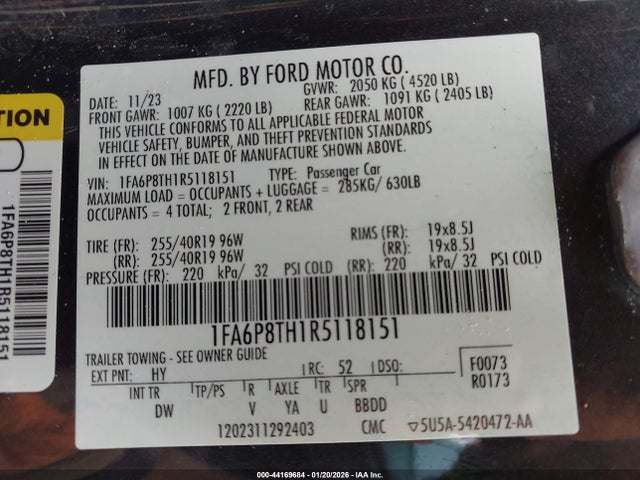 MFD. BY FORD MOTOR CO.
DATE: 11/23 GVWR: 2050 KG ( 4520 LB)
FRONT GAWR: 1007 KG ( 2220 LB) REAR GAWR: 1091 KG ( 2405 LB)
THIS VEHICLE CONFORMS TO ALL APPLICABLE FEDERAL MOTOR
VEHICLE SAFETY, BUMPER, AND THEFT PREVENTION STANDARDS
IN EFFECT ON THE DATE OF MANUFACTURE SHOWN ABOVE.
VIN: 1FA6P8TH1R5118151 TYPE: Passenger Car
MAXIMUM LOAD = OCCUPANTS + LUGGAGE = 285KG/ 630LB
OCCUPANTS = 4 TOTAL; 2 FRONT, 2 REAR
TIRE (FR): 255/40R19 96W RIMS (FR): 19x8.5J
(RR): 255/40R19 96W (RR): 19x8.5J
PRESSURE (FR): 220 kPa/ 32 PSI COLD (RR): 220 kPa/ 32 PSI COLD
1FA6P8TH1R5118151
TRAILER TOWING - SEE OWNER GUIDE
EXT PNT: HY RC: 52 DSO: F0073
R0173
INT TR TP/PS R AXLE TR SPR
DW V YA U BBDD
1202311292403 CMC ▽5U5A-5420472-AA
TION
1FA6P8TH1R5118151
000-44169684 | 01/20/2026 - IAA Inc.